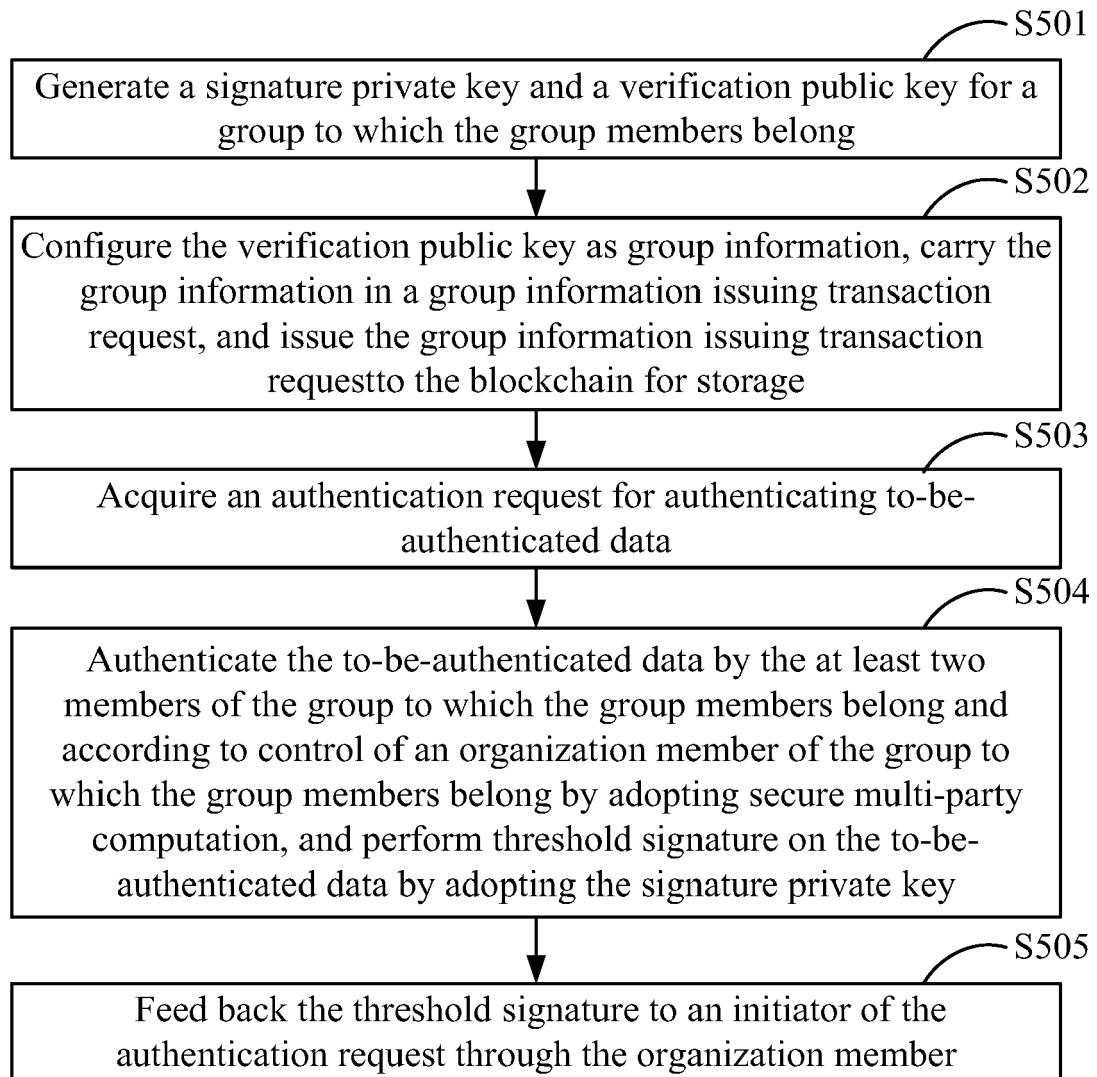 S501
Generate a signature private key and a verification public key for a
group to which the group members belong
S502
Configure the verification public key as group information, carry the
group information in a group information issuing transaction
request, and issue the group information issuing transaction
requestto the blockchain for storage
S503
Acquire an authentication request for authenticating to-be-
authenticated data
S504
Authenticate the to-be-authenticated data by the at least two
members of the group to which the group members belong and
according to control of an organization member of the group to
which the group members belong by adopting secure multi-party
computation, and perform threshold signature on the to-be-
authenticated data by adopting the signature private key
S505
Feed back the threshold signature to an initiator of the
authentication request through the organization member